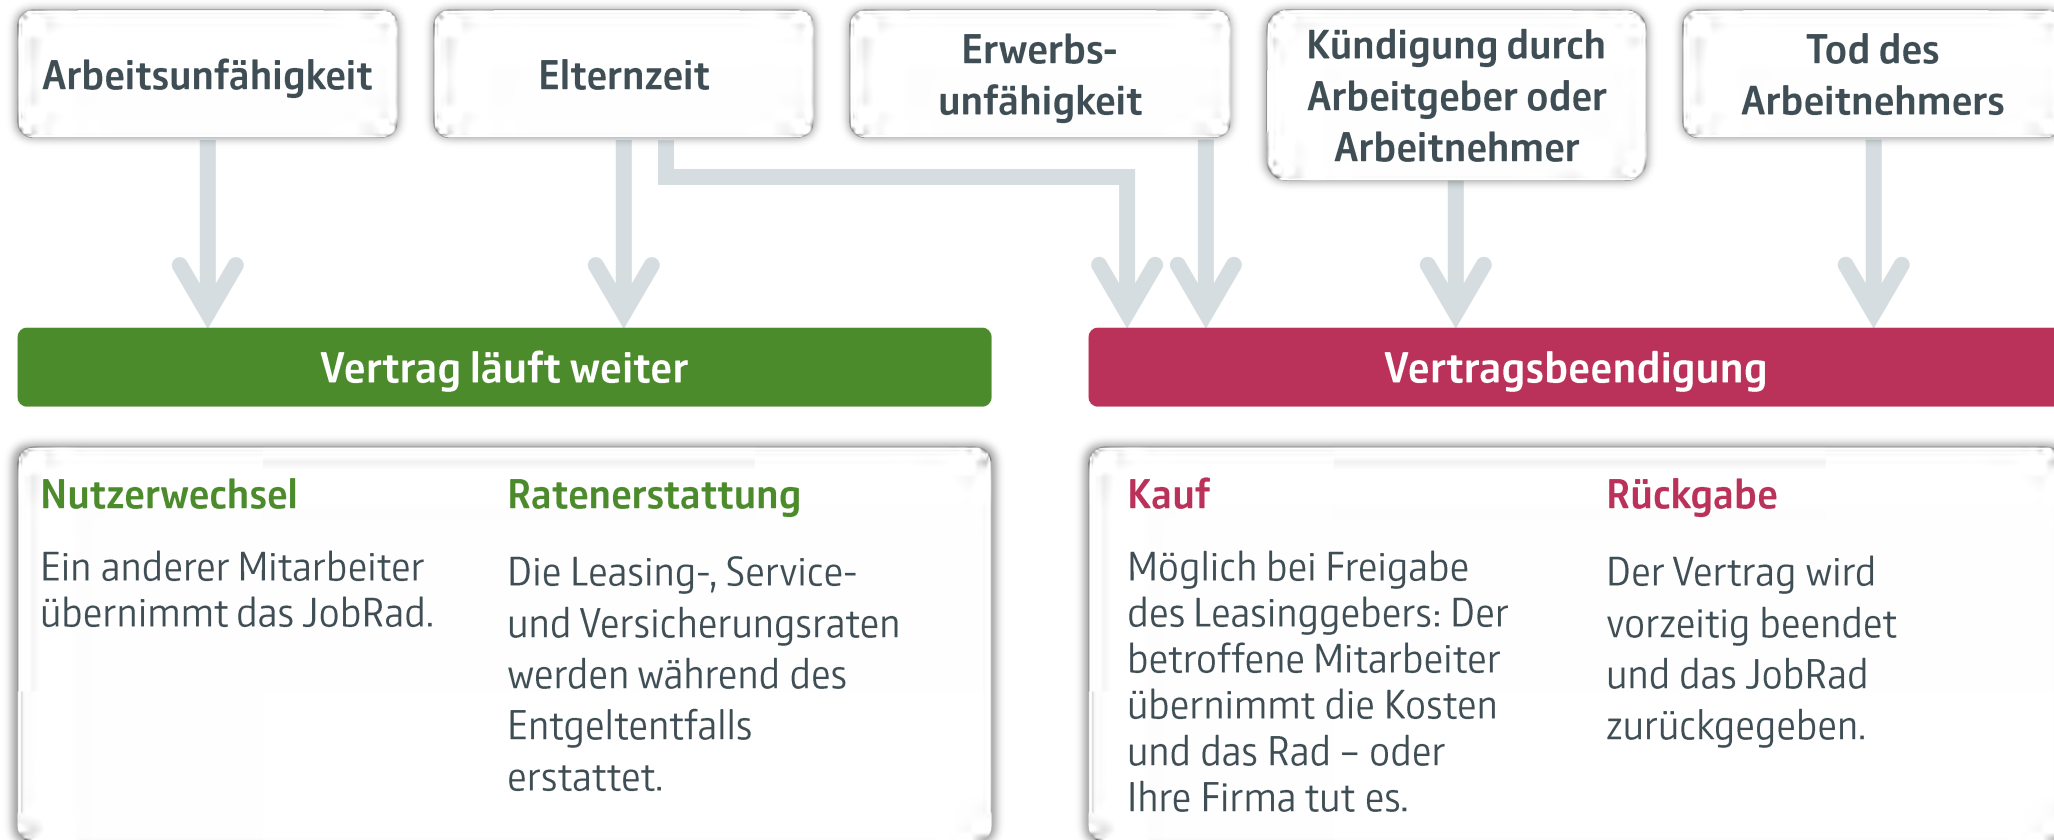 Arbeitsunfähigkeit
Elternzeit
Erwerbs-
unfähigkeit
Kündigung durch
Arbeitgeber oder
Arbeitnehmer
Tod des
Arbeitnehmers
Vertrag läuft weiter
Vertragsbeendigung
Nutzerwechsel
Ein anderer Mitarbeiter
übernimmt das JobRad.
Ratenerstattung
Die Leasing-, Service-
und Versicherungsraten
werden während des
Entgeltentfalls
erstattet.
Kauf
Möglich bei Freigabe
des Leasinggebers: Der
betroffene Mitarbeiter
übernimmt die Kosten
und das Rad – oder
Ihre Firma tut es.
Rückgabe
Der Vertrag wird
vorzeitig beendet
und das JobRad
zurückgegeben.